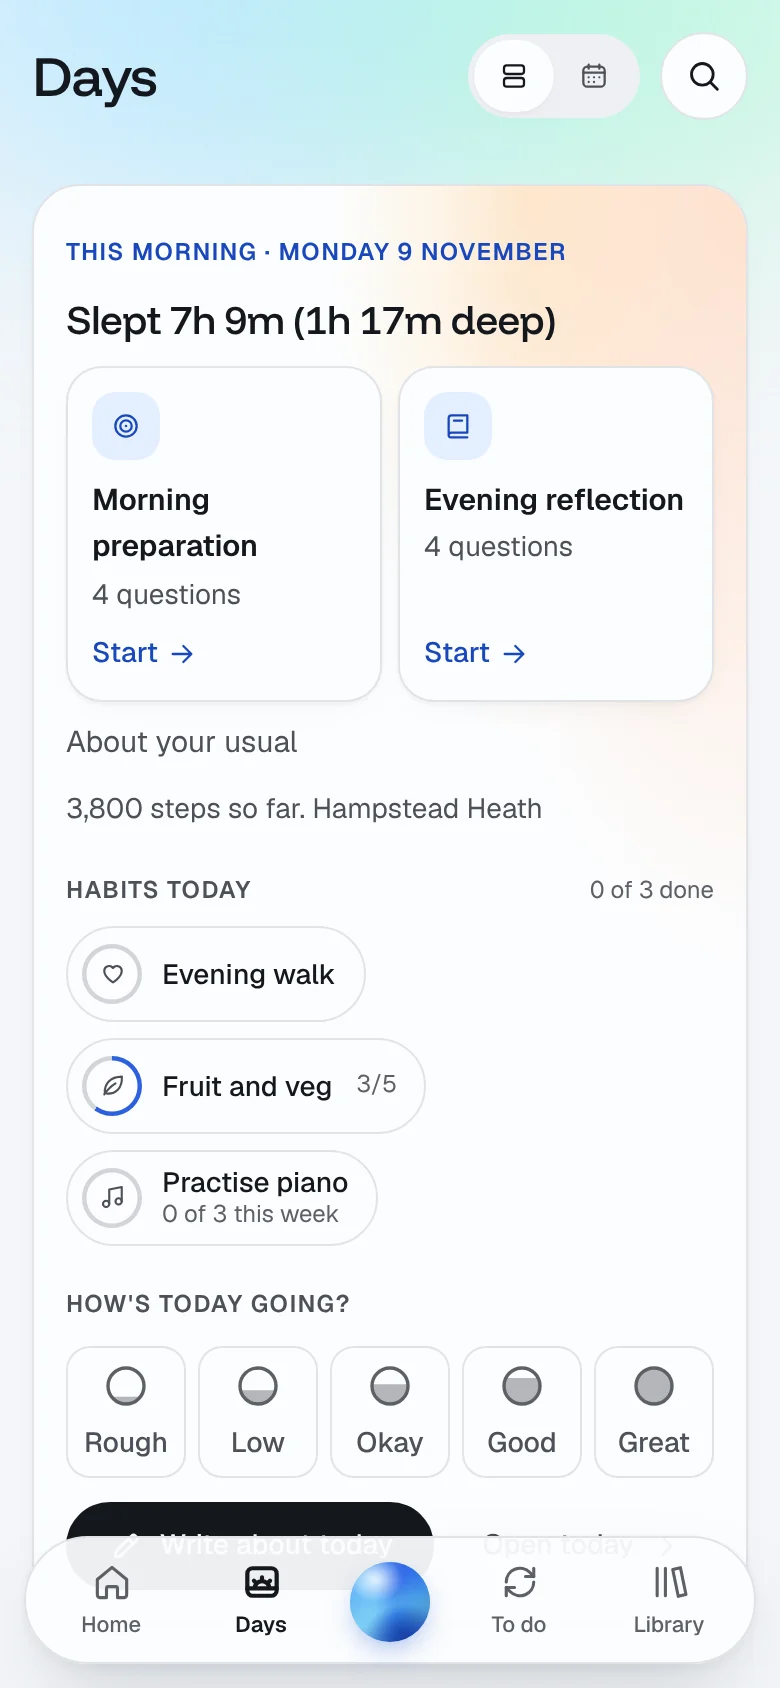 Days
THIS MORNING · MONDAY 9 NOVEMBER
Slept 7h 9m (1h 17m deep)
Morning
preparation
4 questions
Start →
Evening reflection
4 questions
Start →
About your usual
3,800 steps so far. Hampstead Heath
HABITS TODAY
0 of 3 done
Evening walk
Fruit and veg 3/5
Practise piano
0 of 3 this week
HOW'S TODAY GOING?
Rough
Low
Okay
Good
Great
Write about today
Open today
Home
Days
To do
Library